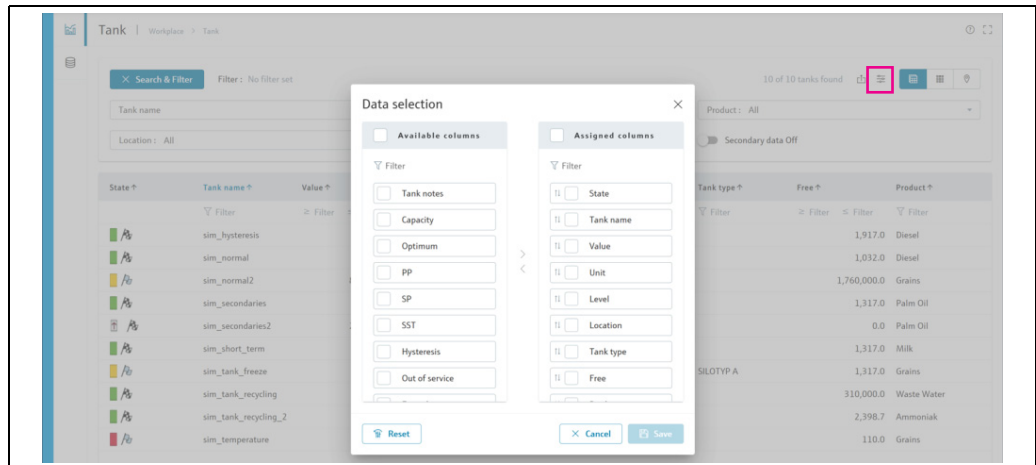 Tank | Workplace > Tank
× Search & Filter Filter : No filter set 10 of 10 tanks found
Tank name Product : All
Location : All Secondary data Off
Data selection ×
Available columns
Filter
Tank notes
Capacity
Optimum
PP
SP
SST
Hysteresis
Out of service
Assigned columns
Filter
State
Tank name
Value
Unit
Level
Location
Tank type
Free
Reset × Cancel Save
State ↑ Tank name ↑ Value ↑ Tank type ↑ Free ↑ Product ↑
Filter ≥ Filter Filter ≥ Filter ≤ Filter Filter
sim_hysteresis 1,917.0 Diesel
sim_normal 1,032.0 Diesel
sim_normal2 1,760,000.0 Grains
sim_secondaries 1,317.0 Palm Oil
sim_secondaries2 0.0 Palm Oil
sim_short_term 1,317.0 Milk
sim_tank_freeze SILOTYP A 1,317.0 Grains
sim_tank_recycling 310,000.0 Waste Water
sim_tank_recycling_2 2,398.7 Ammoniak
sim_temperature 110.0 Grains